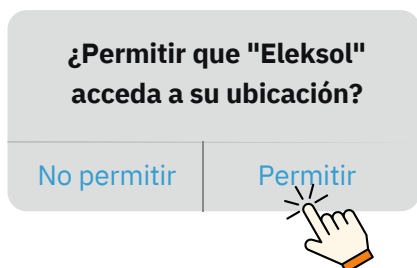 ¿Permitir que "Eleksol"
acceda a su ubicación?
No permitir
Permitir